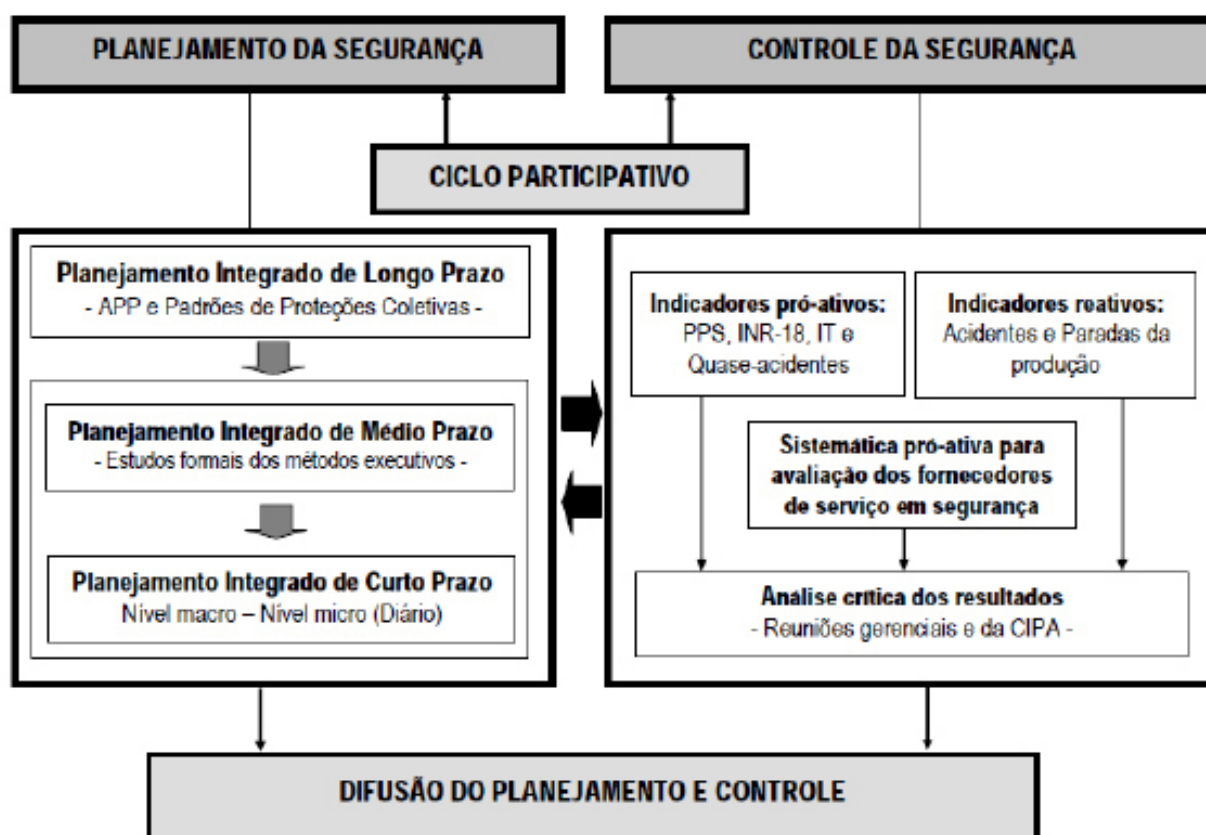 PLANEJAMENTO DA SEGURANÇA
CONTROLE DA SEGURANÇA
CICLO PARTICIPATIVO
Planejamento Integrado de Longo Prazo
- APP e Padrões de Proteções Coletivas -
Planejamento Integrado de Médio Prazo
- Estudos formais dos métodos executivos -
Planejamento Integrado de Curto Prazo
Nível macro – Nível micro (Diário)
Indicadores pró-ativos:
PPS, INR-18, IT e
Quase-acidentes
Indicadores reativos:
Acidentes e Paradas da
produção
Sistemática pró-ativa para
avaliação dos fornecedores
de serviço em segurança
Análise crítica dos resultados
- Reuniões gerenciais e da CIPA -
DIFUSÃO DO PLANEJAMENTO E CONTROLE